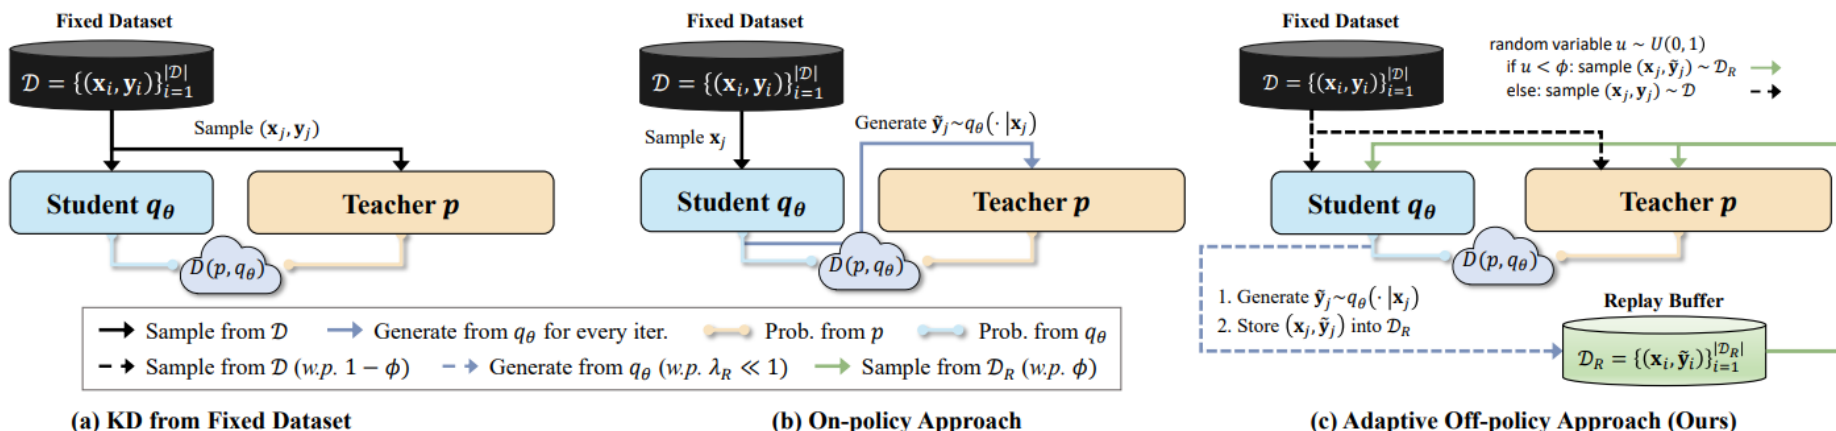 Fixed Dataset
𝒟 = {(𝐱ᵢ, 𝐲ᵢ)}ᵢ₌₁^|𝒟|
Sample (𝐱ⱼ, 𝐲ⱼ)
Student q_θ
Teacher p
D(p, q_θ)
Fixed Dataset
𝒟 = {(𝐱ᵢ, 𝐲ᵢ)}ᵢ₌₁^|𝒟|
Sample 𝐱ⱼ
Generate ỹⱼ~q_θ(· |𝐱ⱼ)
Student q_θ
Teacher p
D(p, q_θ)
Fixed Dataset
𝒟 = {(𝐱ᵢ, 𝐲ᵢ)}ᵢ₌₁^|𝒟|
random variable u ~ U(0, 1)
if u < ϕ: sample (𝐱ⱼ, ỹⱼ) ~ 𝒟_R
else: sample (𝐱ⱼ, 𝐲ⱼ) ~ 𝒟
Student q_θ
Teacher p
D(p, q_θ)
1. Generate ỹⱼ~q_θ(· |𝐱ⱼ)
2. Store (𝐱ⱼ, ỹⱼ) into 𝒟_R
Replay Buffer
𝒟_R = {(𝐱ᵢ, ỹᵢ)}ᵢ₌₁^|𝒟_R|
Sample from 𝒟
Generate from q_θ for every iter.
Prob. from p
Prob. from q_θ
Sample from 𝒟 (w.p. 1 − ϕ)
Generate from q_θ (w.p. λ_R ≪ 1)
Sample from 𝒟_R (w.p. ϕ)
(a) KD from Fixed Dataset
(b) On-policy Approach
(c) Adaptive Off-policy Approach (Ours)